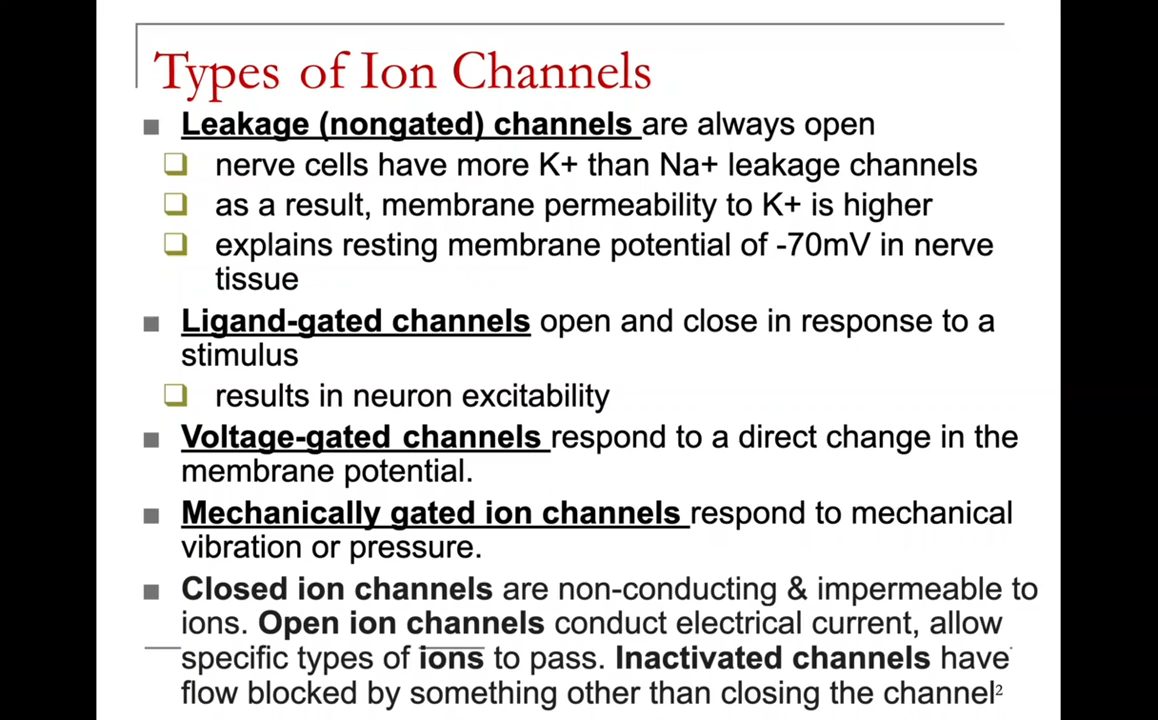 Types of Ion Channels
■ Leakage (nongated) channels are always open
❑ nerve cells have more K+ than Na+ leakage channels
❑ as a result, membrane permeability to K+ is higher
❑ explains resting membrane potential of -70mV in nerve
tissue
■ Ligand-gated channels open and close in response to a
stimulus
❑ results in neuron excitability
■ Voltage-gated channels respond to a direct change in the
membrane potential.
■ Mechanically gated ion channels respond to mechanical
vibration or pressure.
■ Closed ion channels are non-conducting & impermeable to
ions. Open ion channels conduct electrical current, allow
specific types of ions to pass. Inactivated channels have
flow blocked by something other than closing the channel
2